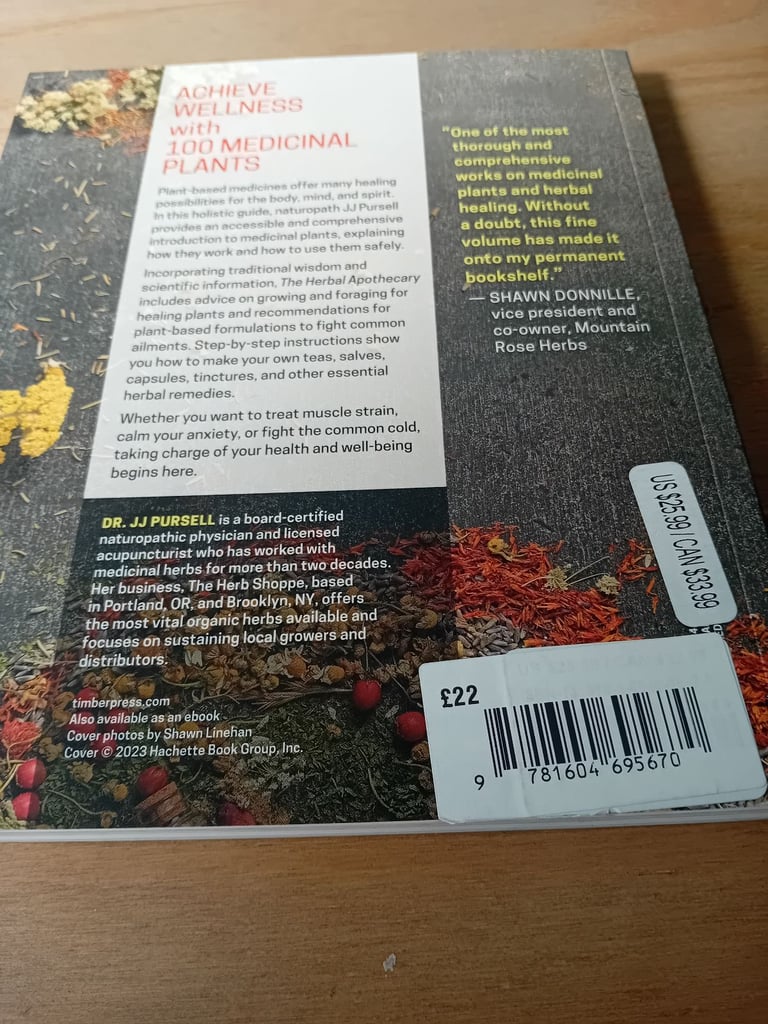 ACHIEVE
WELLNESS
with
100 MEDICINAL
PLANTS
Plant-based medicines offer many healing
possibilities for the body, mind, and spirit.
In this holistic guide, naturopath JJ Pursell
provides an accessible and comprehensive
introduction to medicinal plants, explaining
how they work and how to use them safely.
Incorporating traditional wisdom and
scientific information, The Herbal Apothecary
includes advice on growing and foraging for
healing plants and recommendations for
plant-based formulations to fight common
ailments. Step-by-step instructions show
you how to make your own teas, salves,
capsules, tinctures, and other essential
herbal remedies.
Whether you want to treat muscle strain,
calm your anxiety, or fight the common cold,
taking charge of your health and well-being
begins here.
DR. JJ PURSELL is a board-certified
naturopathic physician and licensed
acupuncturist who has worked with
medicinal herbs for more than two decades.
Her business, The Herb Shoppe, based
in Portland, OR, and Brooklyn, NY, offers
the most vital organic herbs available and
focuses on sustaining local growers and
distributors.
timberpress.com
Also available as an ebook
Cover photos by Shawn Linehan
Cover © 2023 Hachette Book Group, Inc.
"One of the most
thorough and
comprehensive
works on medicinal
plants and herbal
healing. Without
a doubt, this fine
volume has made it
onto my permanent
bookshelf."
— SHAWN DONNILLE,
vice president and
co-owner, Mountain
Rose Herbs
US $25.99 / CAN $33.99
£22
9 781604 695670